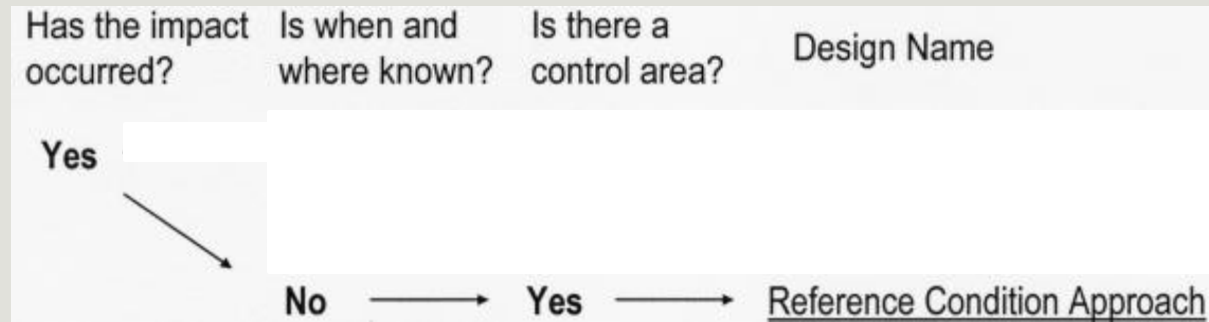 Has the impact occurred?
Is when and where known?
Is there a control area?
Design Name
Yes
No Yes Reference Condition Approach